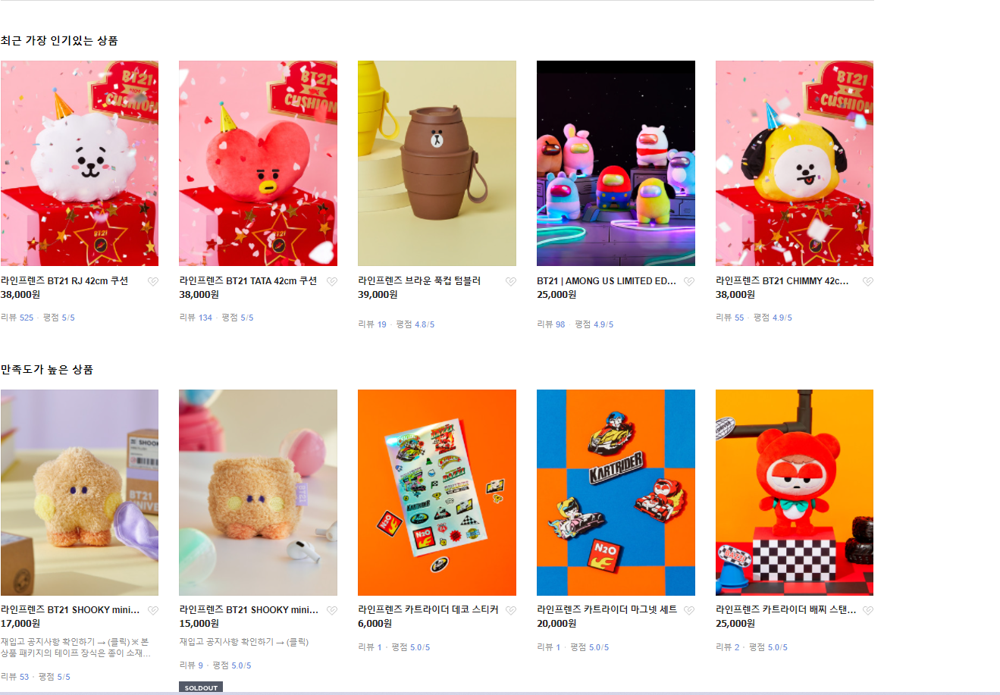 최근 가장 인기있는 상품
BT21
CUSHION
BT21
BT21
CUSHION
BT21
BT21
CUSHION
라인프렌즈 BT21 RJ 42cm 쿠션
38,000원
리뷰 525 · 평점 5/5
라인프렌즈 BT21 TATA 42cm 쿠션
38,000원
리뷰 134 · 평점 5/5
라인프렌즈 브라운 푹컵 텀블러
39,000원
리뷰 19 · 평점 4.8/5
BT21 | AMONG US LIMITED ED...
25,000원
리뷰 98 · 평점 4.9/5
라인프렌즈 BT21 CHIMMY 42c...
38,000원
리뷰 55 · 평점 4.9/5
만족도가 높은 상품
SHOOKY
BT21
BT21
KARTRIDER
N2O
N2O
KARTRIDER
N2O
라인프렌즈 BT21 SHOOKY mini...
17,000원
재입고 공지사항 확인하기 → (클릭) ※ 본
상품 패키지의 테이프 장식은 종이 소재...
리뷰 53 · 평점 5/5
라인프렌즈 BT21 SHOOKY mini...
15,000원
재입고 공지사항 확인하기 → (클릭)
리뷰 9 · 평점 5.0/5
SOLDOUT
라인프렌즈 카트라이더 데코 스티커
6,000원
리뷰 1 · 평점 5.0/5
라인프렌즈 카트라이더 마그넷 세트
20,000원
리뷰 1 · 평점 5.0/5
라인프렌즈 카트라이더 배찌 스탠...
25,000원
리뷰 2 · 평점 5.0/5